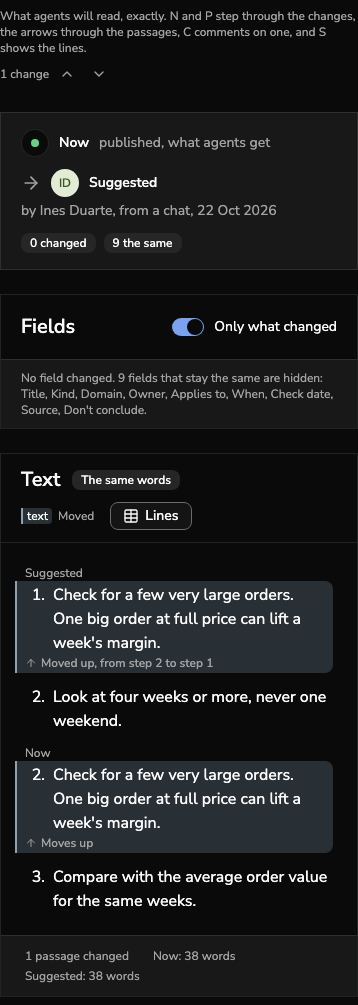 What agents will read, exactly. N and P step through the changes,
the arrows through the passages, C comments on one, and S
shows the lines.
1 change
Now published, what agents get
ID Suggested
by Ines Duarte, from a chat, 22 Oct 2026
0 changed 9 the same
Fields Only what changed
No field changed. 9 fields that stay the same are hidden:
Title, Kind, Domain, Owner, Applies to, When, Check date,
Source, Don't conclude.
Text The same words
text Moved Lines
Suggested
1. Check for a few very large orders.
One big order at full price can lift a
week's margin.
↑ Moved up, from step 2 to step 1
2. Look at four weeks or more, never one
weekend.
Now
2. Check for a few very large orders.
One big order at full price can lift a
week's margin.
↑ Moves up
3. Compare with the average order value
for the same weeks.
1 passage changed Now: 38 words
Suggested: 38 words